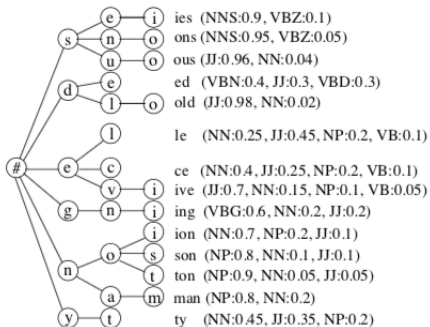 e i ies (NNS:0.9, VBZ:0.1)
s n o ons (NNS:0.95, VBZ:0.05)
u o ous (JJ:0.96, NN:0.04)
e ed (VBN:0.4, JJ:0.3, VBD:0.3)
d l o old (JJ:0.98, NN:0.02)
l le (NN:0.25, JJ:0.45, NP:0.2, VB:0.1)
# e c ce (NN:0.4, JJ:0.25, NP:0.2, VB:0.1)
v i ive (JJ:0.7, NN:0.15, NP:0.1, VB:0.05)
g n i ing (VBG:0.6, NN:0.2, JJ:0.2)
i ion (NN:0.7, NP:0.2, JJ:0.1)
o s son (NP:0.8, NN:0.1, JJ:0.1)
n t ton (NP:0.9, NN:0.05, JJ:0.05)
a m man (NP:0.8, NN:0.2)
y t ty (NN:0.45, JJ:0.35, NP:0.2)